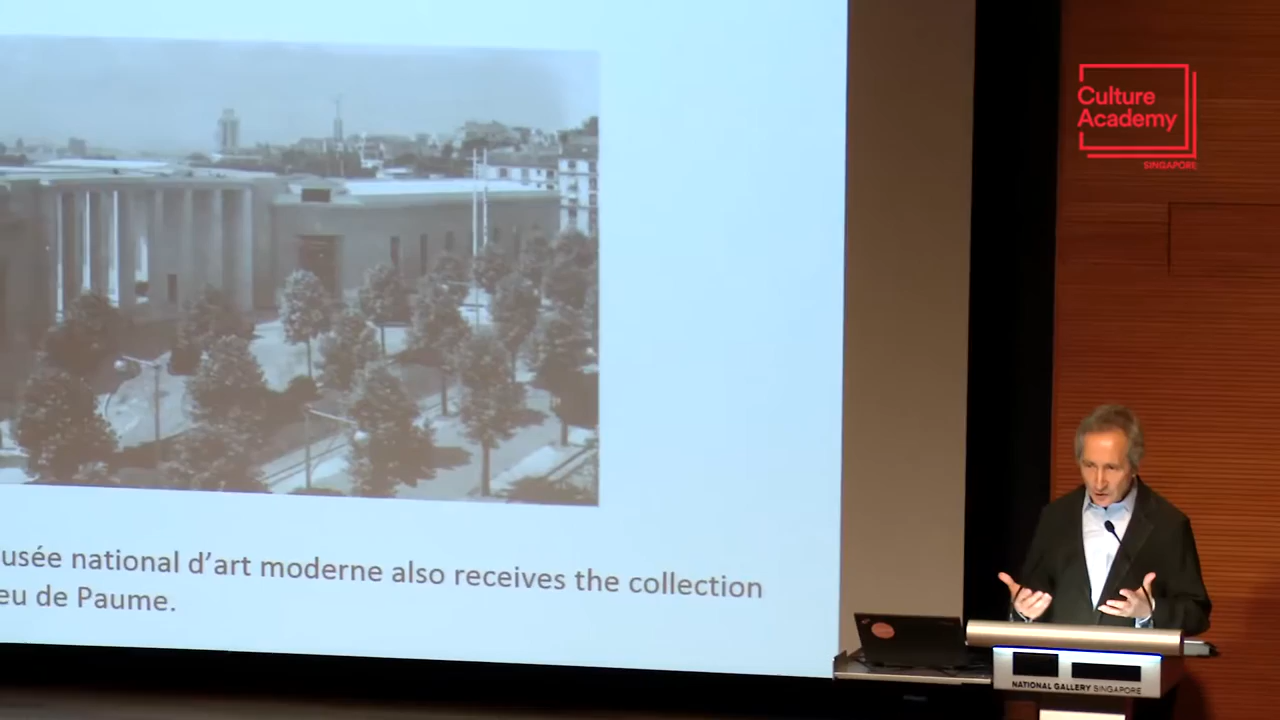 Culture
Academy
SINGAPORE
usée national d’art moderne also receives the collection
eu de Paume.
NATIONAL GALLERY SINGAPORE